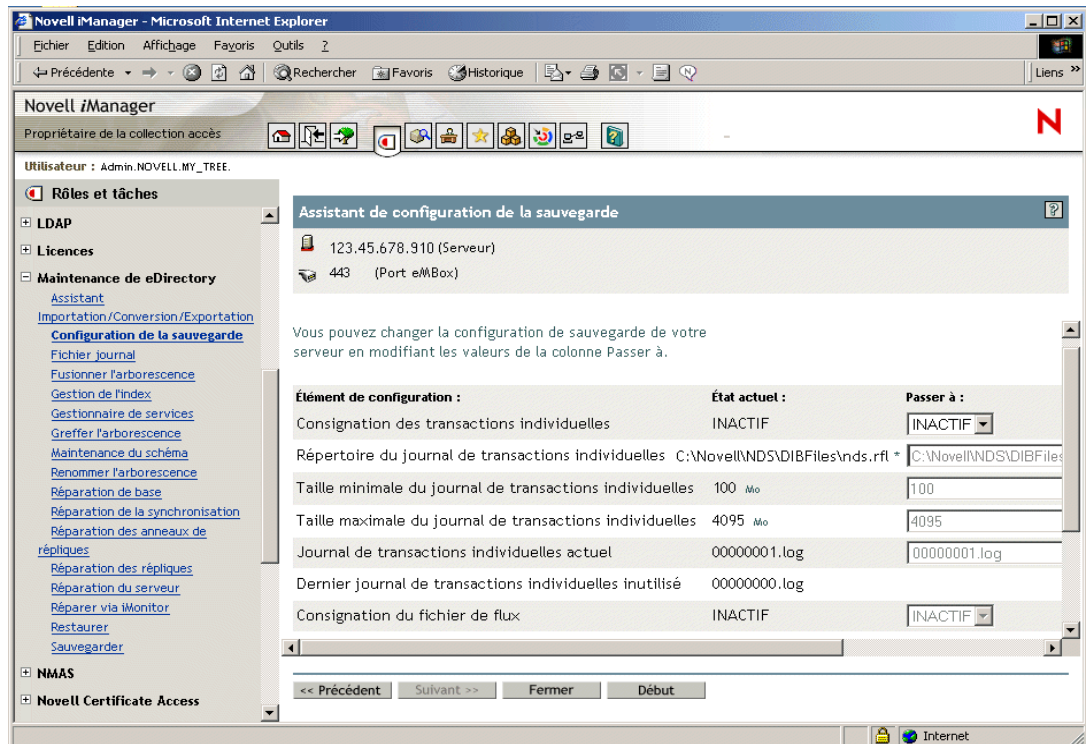 Novell iManager - Microsoft Internet Explorer
Fichier Edition Affichage Favoris Outils ?
Précédente Rechercher Favoris Historique Liens »
Novell iManager
Propriétaire de la collection accès
N
Utilisateur : Admin.NOVELL.MY_TREE.
Rôles et tâches
LDAP
Licences
Maintenance de eDirectory
Assistant
Importation/Conversion/Exportation
Configuration de la sauvegarde
Fichier journal
Fusionner l'arborescence
Gestion de l'index
Gestionnaire de services
Greffer l'arborescence
Maintenance du schéma
Renommer l'arborescence
Réparation de base
Réparation de la synchronisation
Réparation des anneaux de
répliques
Réparation des répliques
Réparation du serveur
Réparer via iMonitor
Restaurer
Sauvegarder
NMAS
Novell Certificate Access
Assistant de configuration de la sauvegarde ?
123.45.678.910 (Serveur)
443 (Port eMBox)
Vous pouvez changer la configuration de sauvegarde de votre
serveur en modifiant les valeurs de la colonne Passer à.
Élément de configuration : État actuel : Passer à :
Consignation des transactions individuelles INACTIF INACTIF
Répertoire du journal de transactions individuelles C:\Novell\NDS\DIBFiles\nds.rfl * C:\Novell\NDS\DIBFiles
Taille minimale du journal de transactions individuelles 100 Mo 100
Taille maximale du journal de transactions individuelles 4095 Mo 4095
Journal de transactions individuelles actuel 00000001.log 00000001.log
Dernier journal de transactions individuelles inutilisé 00000000.log
Consignation du fichier de flux INACTIF INACTIF
<< Précédent Suivant >> Fermer Début
Internet